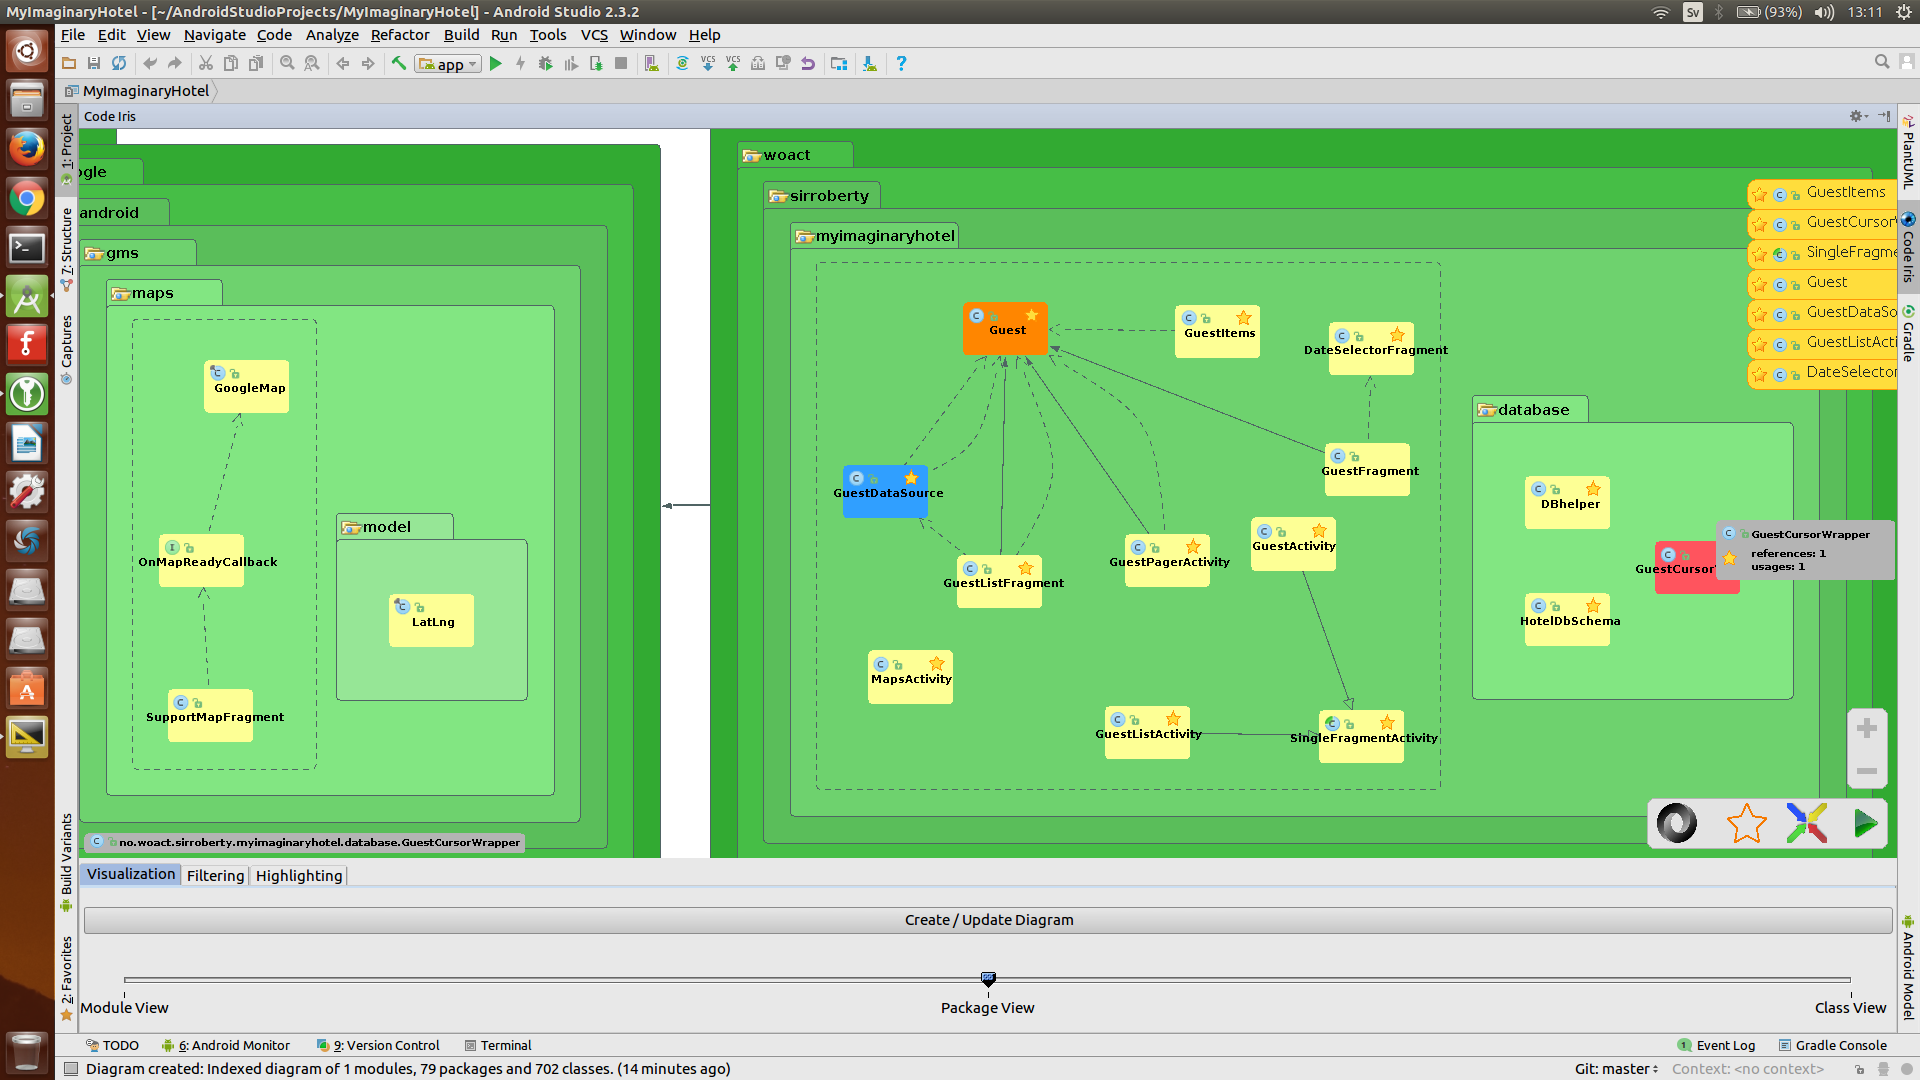 MyImaginaryHotel - [~/AndroidStudioProjects/MyImaginaryHotel] - Android Studio 2.3.2
Sv
(93%)
13:11
File Edit View Navigate Code Analyze Refactor Build Run Tools VCS Window Help
app
VCS
VCS
?
MyImaginaryHotel
Code Iris
1: Project
7: Structure
Captures
Build Variants
2: Favorites
ogle
android
gms
maps
GoogleMap
OnMapReadyCallback
SupportMapFragment
model
LatLng
no.woact.sirroberty.myimaginaryhotel.database.GuestCursorWrapper
woact
sirroberty
myimaginaryhotel
Guest
GuestItems
DateSelectorFragment
GuestFragment
GuestDataSource
GuestListFragment
GuestPagerActivity
GuestActivity
MapsActivity
GuestListActivity
SingleFragmentActivity
database
DBhelper
GuestCursor
HotelDbSchema
GuestCursorWrapper
references: 1
usages: 1
GuestItems
GuestCursor
SingleFragme
Guest
GuestDataSo
GuestListActi
DateSelector
PlantUML
Code Iris
Gradle
Android Model
Visualization Filtering Highlighting
Create / Update Diagram
Module View Package View Class View
TODO 6: Android Monitor 9: Version Control Terminal
1 Event Log Gradle Console
Diagram created: Indexed diagram of 1 modules, 79 packages and 702 classes. (14 minutes ago)
Git: master Context: <no context>